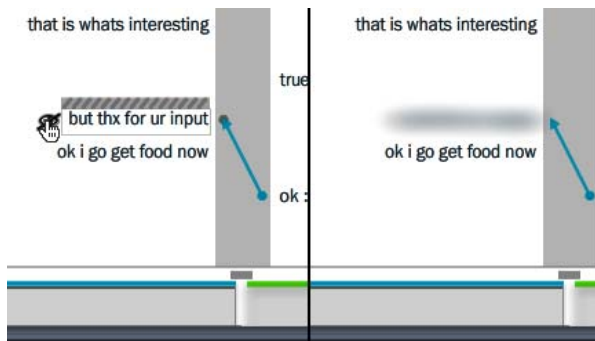 that is whats interesting
true
but thx for ur input
ok i go get food now
ok :
that is whats interesting
ok i go get food now